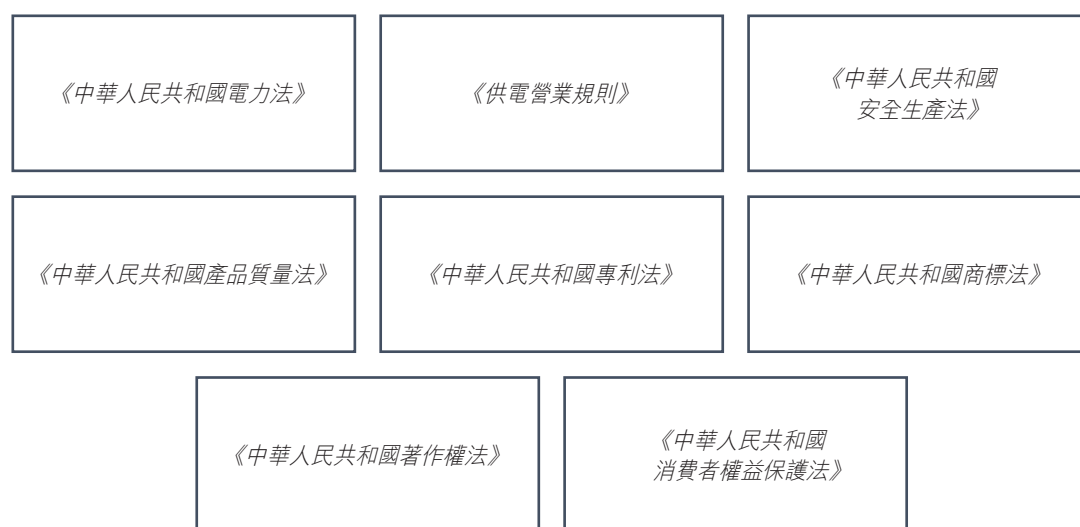 《中華人民共和國電力法》
《供電營業規則》
《中華人民共和國
安全生產法》
《中華人民共和國產品質量法》
《中華人民共和國專利法》
《中華人民共和國商標法》
《中華人民共和國著作權法》
《中華人民共和國
消費者權益保護法》